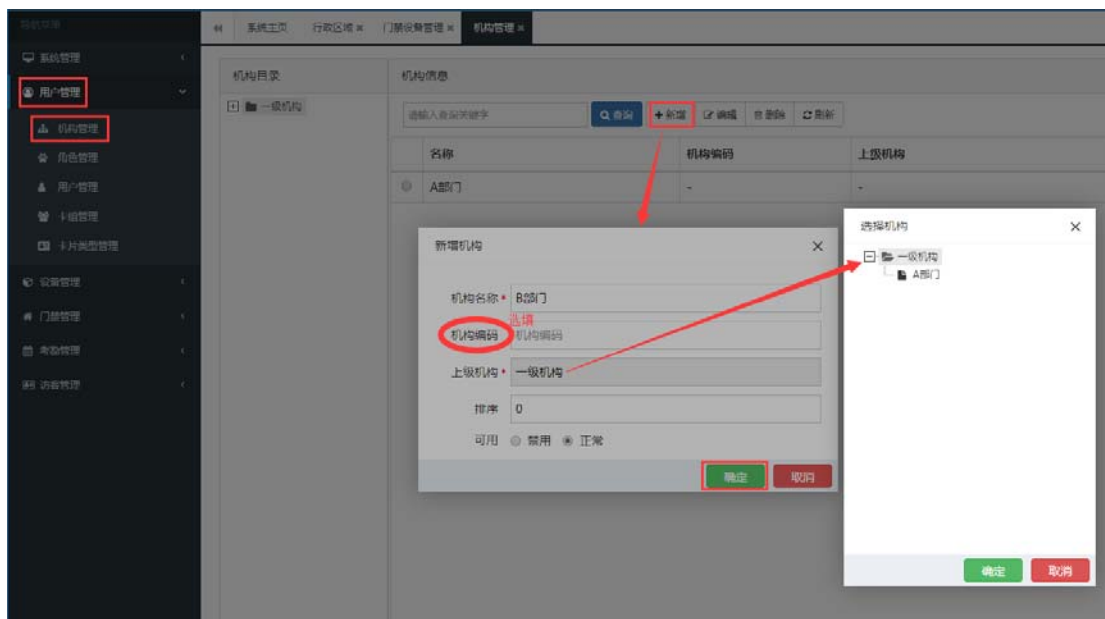 导航菜单
系统管理
用户管理
机构管理
角色管理
用户管理
卡组管理
卡片类型管理
设备管理
门禁管理
考勤管理
访客管理
系统主页
行政区域
门禁设备管理
机构管理
机构目录
一级机构
机构信息
请输入查询关键字
查询
新增
编辑
删除
刷新
名称 机构编码 上级机构
A部门 - -
新增机构
机构名称 B部门
选填
机构编码 机构编码
上级机构 一级机构
排序 0
可用 禁用 正常
确定 取消
选择机构
一级机构
A部门
确定 取消